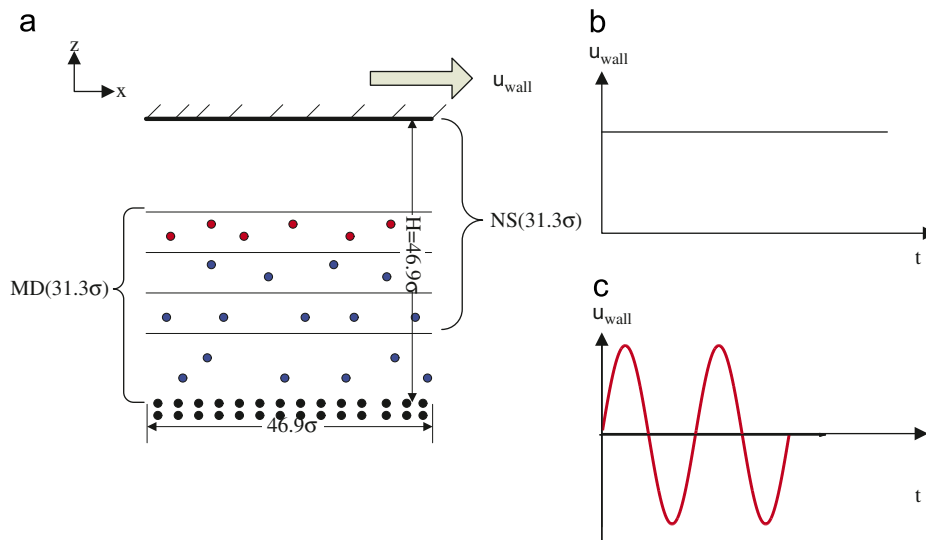 a
z
x
u_wall
MD(31.3σ)
H=46.9σ
NS(31.3σ)
46.9σ
b
u_wall
t
c
u_wall
t